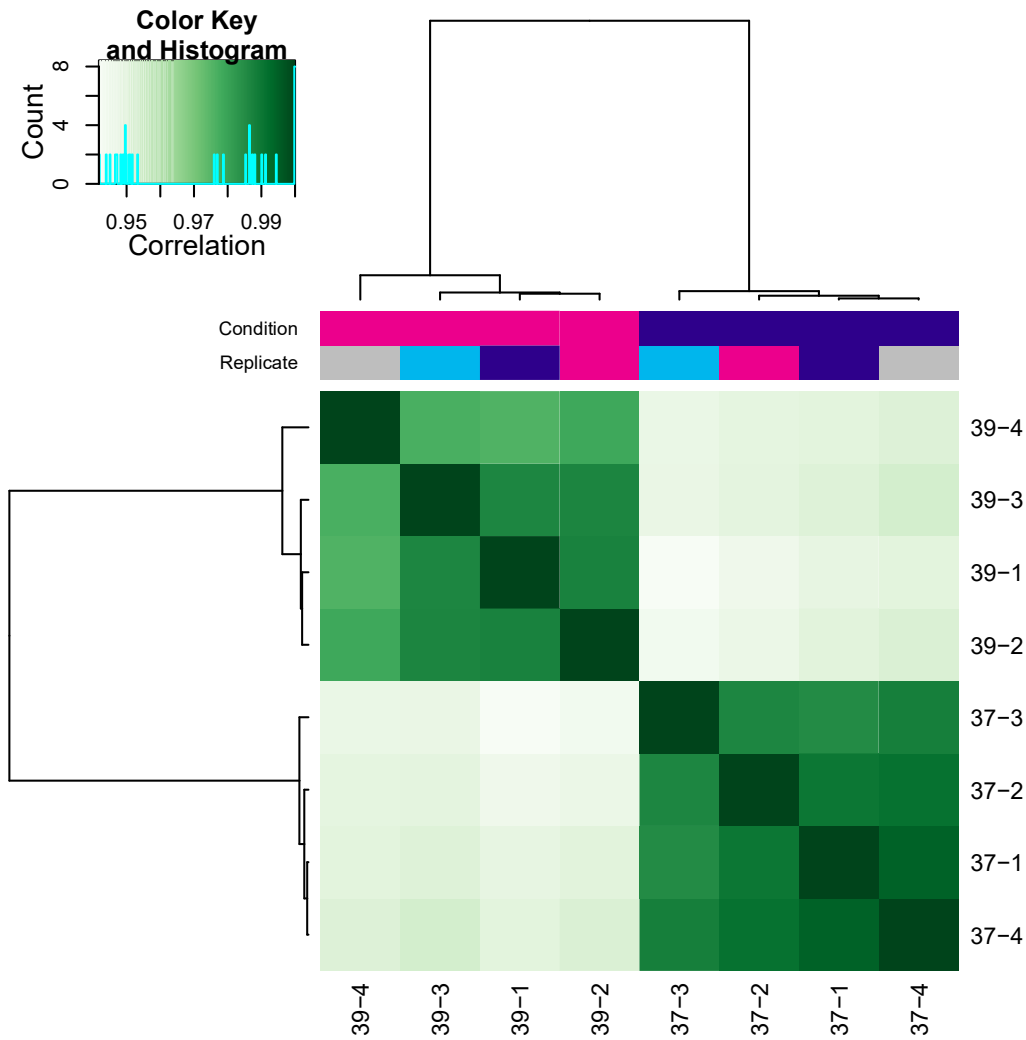 Color Key
and Histogram
Count
0 4 8
0.95 0.97 0.99
Correlation
Condition
Replicate
39−4
39−3
39−1
39−2
37−3
37−2
37−1
37−4
39−4 39−3 39−1 39−2 37−3 37−2 37−1 37−4